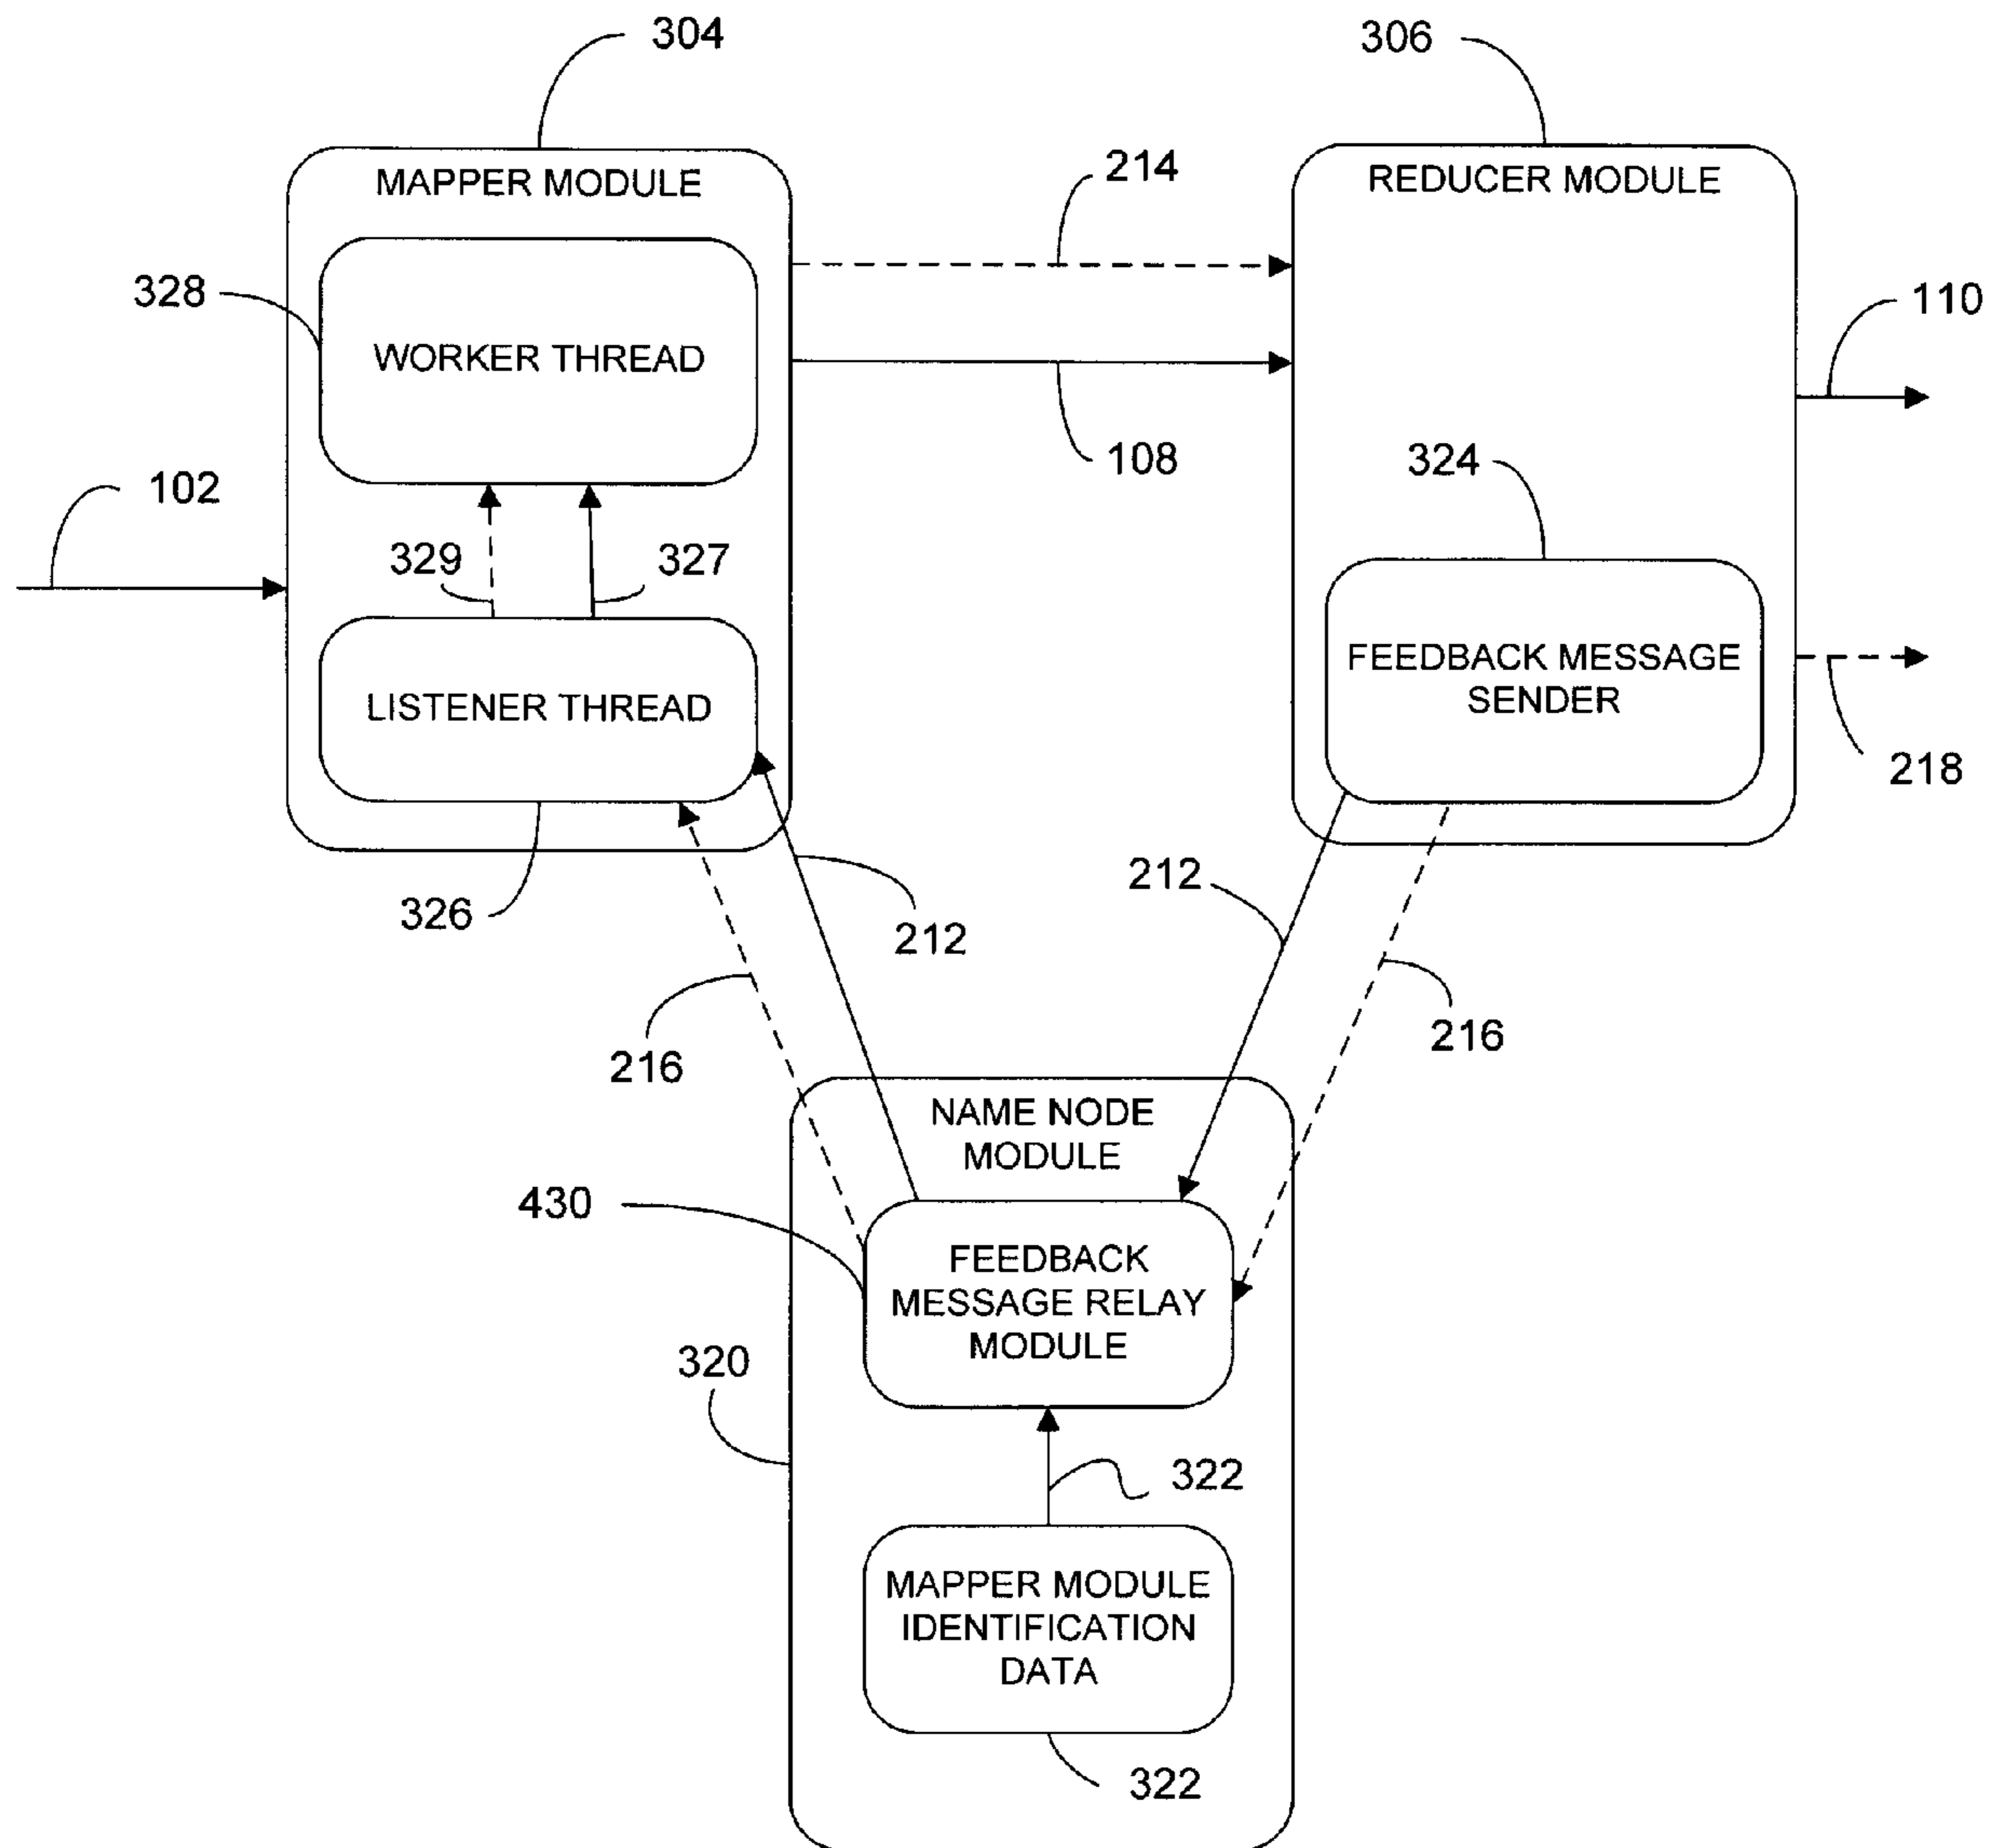 304
306
MAPPER MODULE
REDUCER MODULE
214
328
WORKER THREAD
110
108
324
102
329
327
FEEDBACK MESSAGE
SENDER
LISTENER THREAD
218
326
212
212
216
216
NAME NODE
MODULE
430
FEEDBACK
MESSAGE RELAY
MODULE
320
322
MAPPER MODULE
IDENTIFICATION
DATA
322